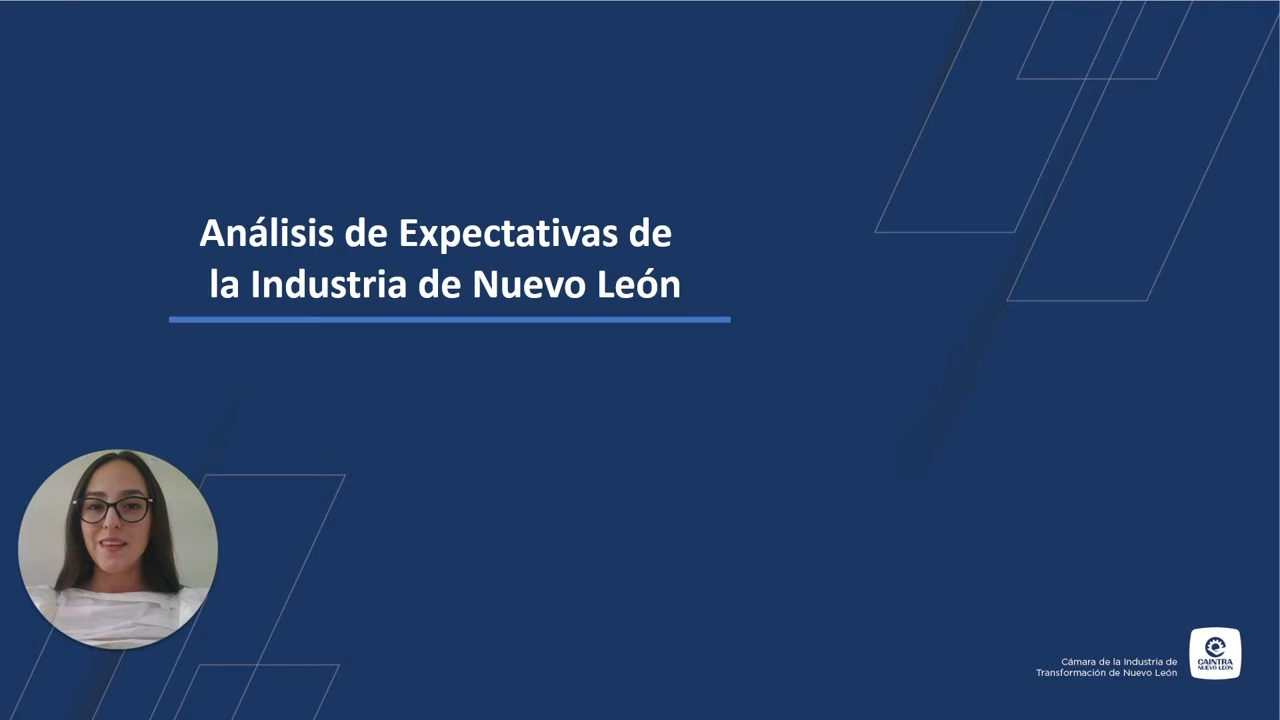 Análisis de Expectativas de
la Industria de Nuevo León
Cámara de la Industria de
Transformación de Nuevo León
CAINTRA
NUEVO LEÓN